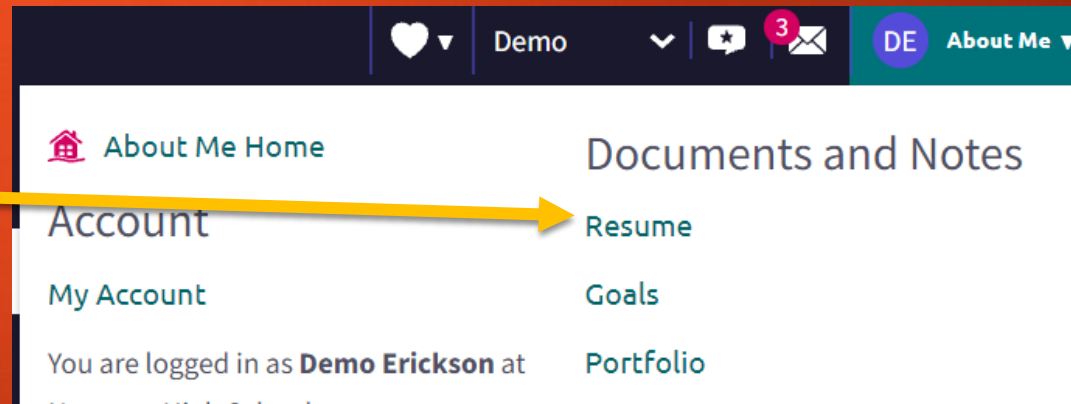 Demo
3
DE
About Me
About Me Home
Account
My Account
You are logged in as Demo Erickson at
Documents and Notes
Resume
Goals
Portfolio